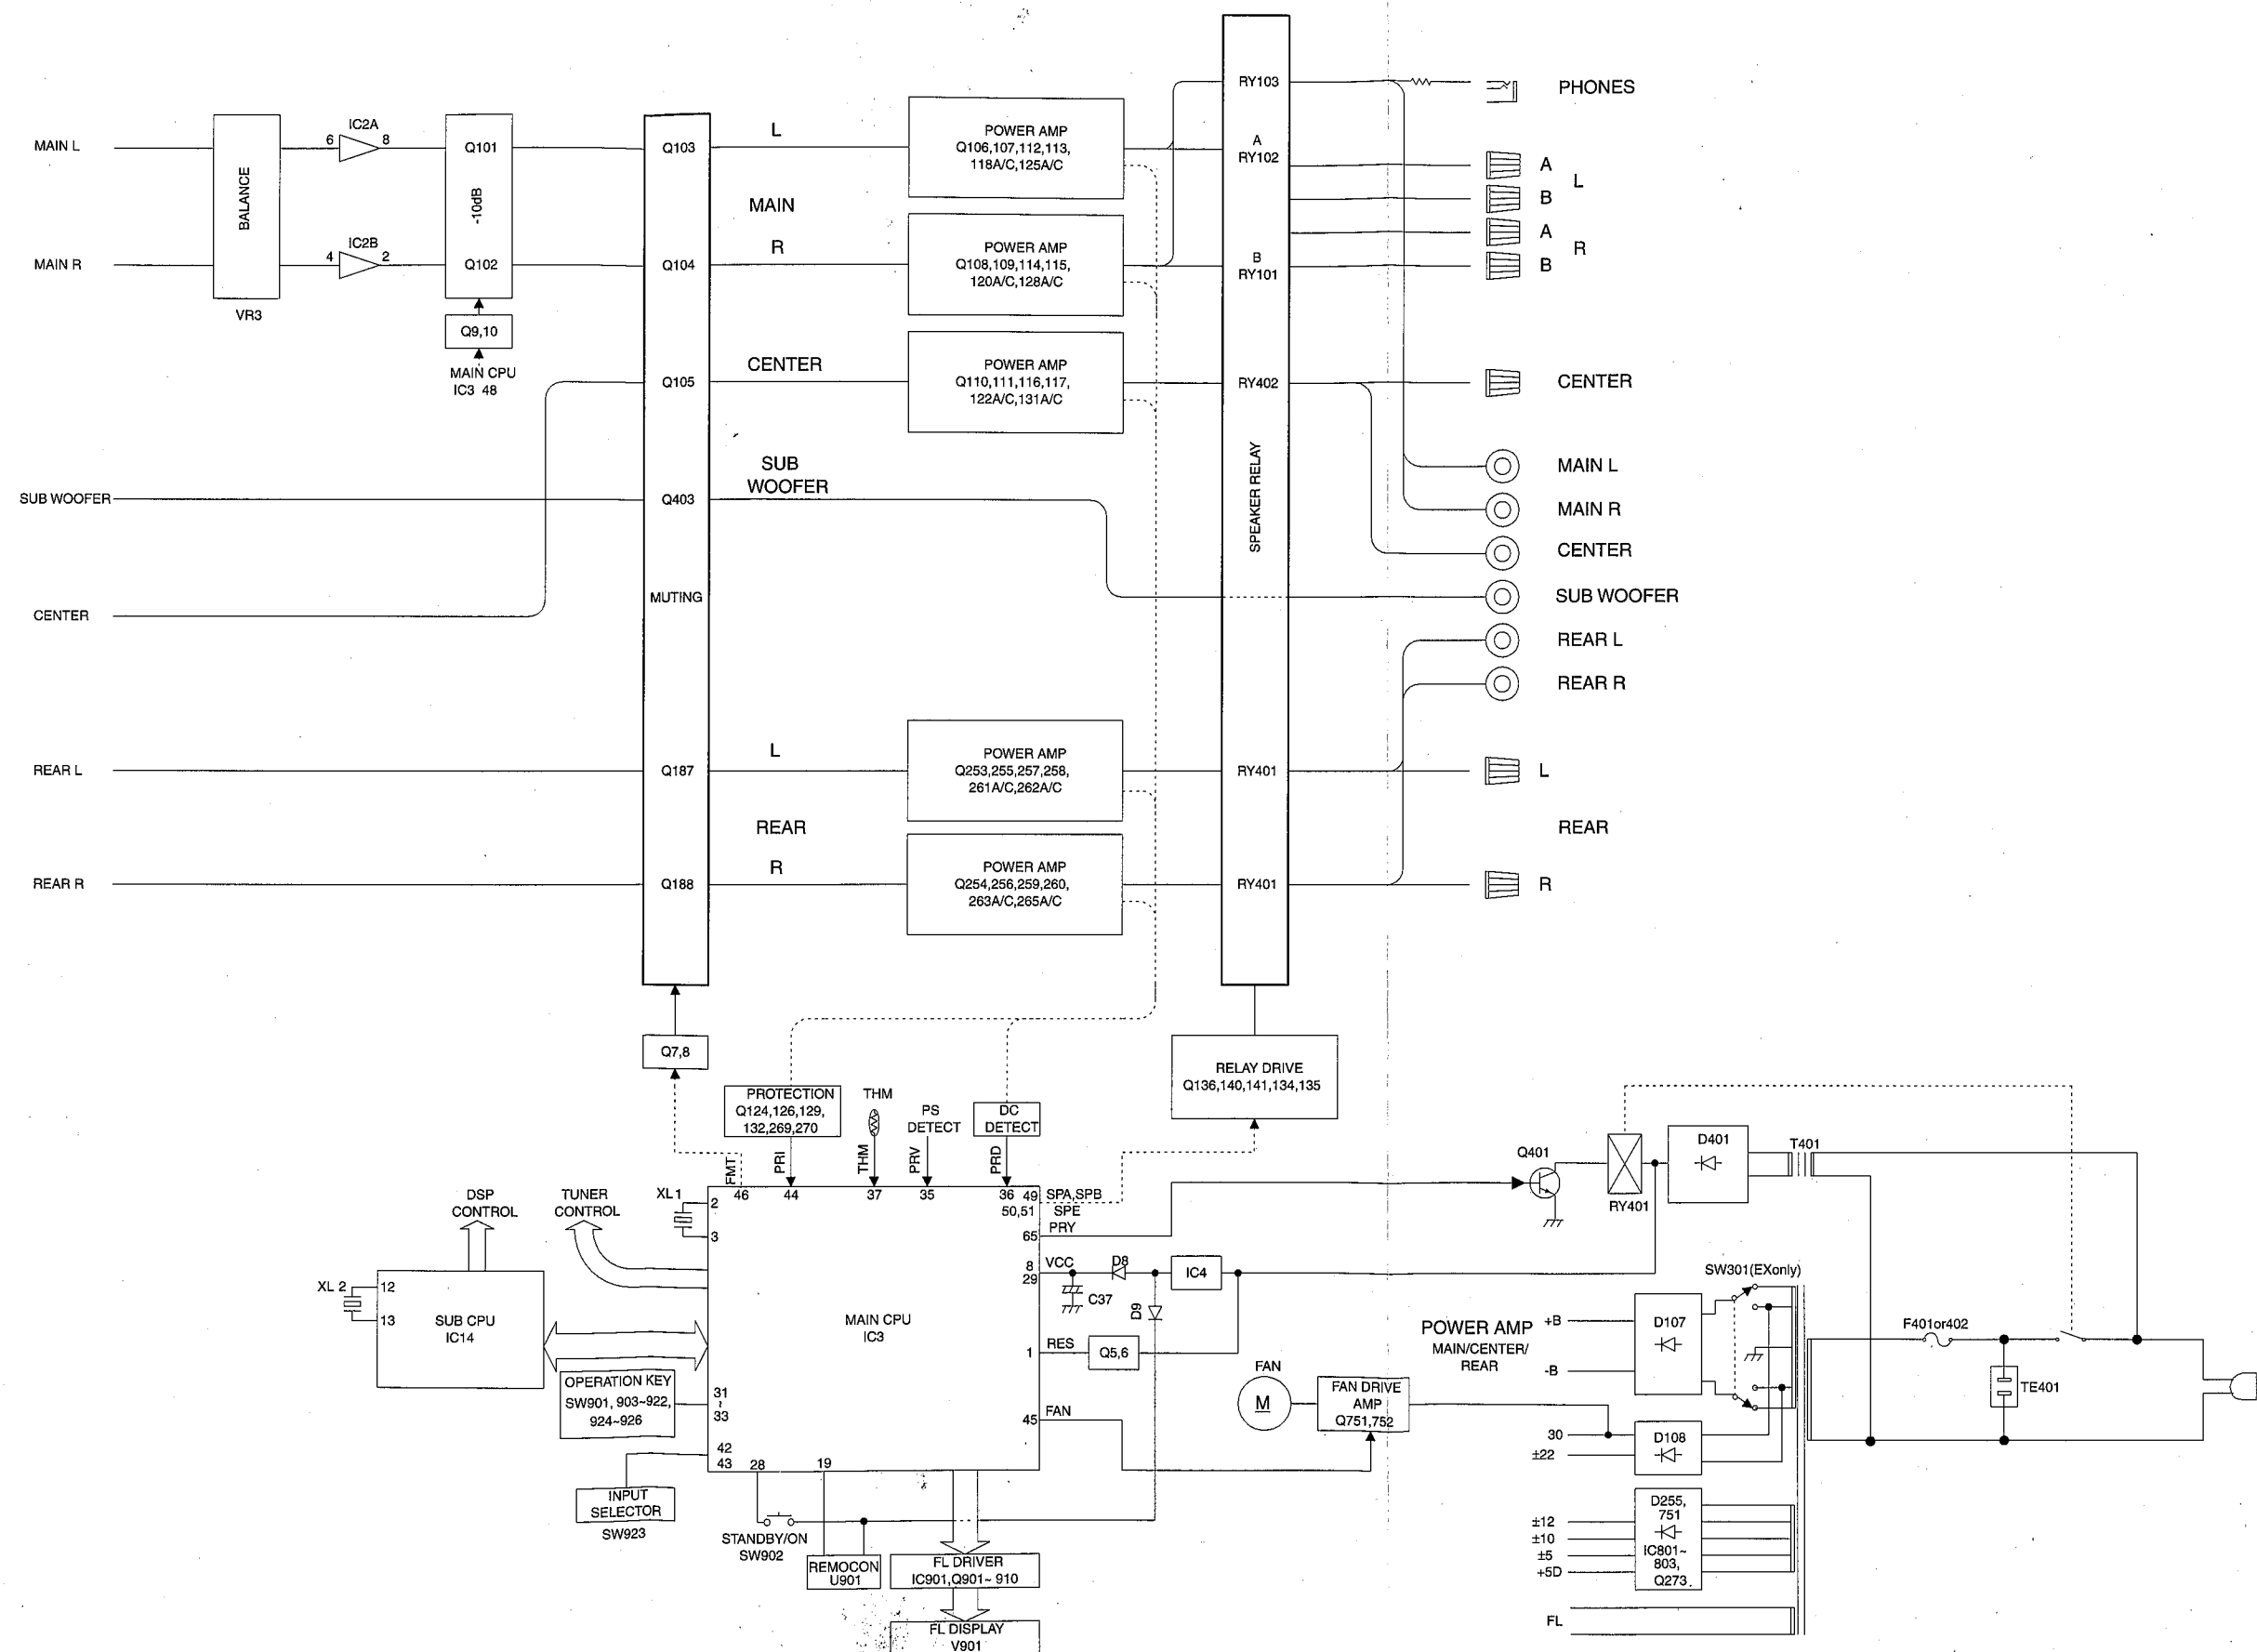 MAIN L
MAIN R
SUB WOOFER
CENTER
REAR L
REAR R
BALANCE
VR3
6
IC2A
8
4
IC2B
2
Q101
-10dB
Q102
Q9,10
MAIN CPU
IC3 48
Q103
Q104
Q105
Q403
MUTING
Q187
Q188
Q7,8
L
MAIN
R
CENTER
SUB
WOOFER
L
REAR
R
POWER AMP
Q106,107,112,113,
118A/C,125A/C
POWER AMP
Q108,109,114,115,
120A/C,128A/C
POWER AMP
Q110,111,116,117,
122A/C,131A/C
POWER AMP
Q253,255,257,258,
261A/C,262A/C
POWER AMP
Q254,256,259,260,
263A/C,265A/C
RY103
A
RY102
B
RY101
RY402
SPEAKER RELAY
RY401
RY401
PHONES
A
L
B
A
R
B
CENTER
MAIN L
MAIN R
CENTER
SUB WOOFER
REAR L
REAR R
L
REAR
R
RELAY DRIVE
Q136,140,141,134,135
PROTECTION
Q124,126,129,
132,269,270
THM
PS
DETECT
DC
DETECT
FMT
PRI
THM
PRV
PRD
46
44
37
35
36
49
SPA,SPB
50,51
SPE
65
PRY
8
VCC
29
1
RES
45
FAN
XL1
2
3
DSP
CONTROL
TUNER
CONTROL
XL 2
12
13
SUB CPU
IC14
MAIN CPU
IC3
OPERATION KEY
SW901, 903~922,
924~926
31
~
33
42
43
28
19
INPUT
SELECTOR
SW923
STANDBY/ON
SW902
REMOCON
U901
FL DRIVER
IC901,Q901~ 910
FL DISPLAY
V901
D8
C37
D9
IC4
Q5,6
Q401
RY401
D401
T401
FAN
M
FAN DRIVE
AMP
Q751,752
POWER AMP
MAIN/CENTER/
REAR
+B
-B
D107
SW301(EXonly)
30
±22
D108
±12
±10
±5
+5D
D255,
751
IC801~
803,
Q273
FL
F401or402
TE401